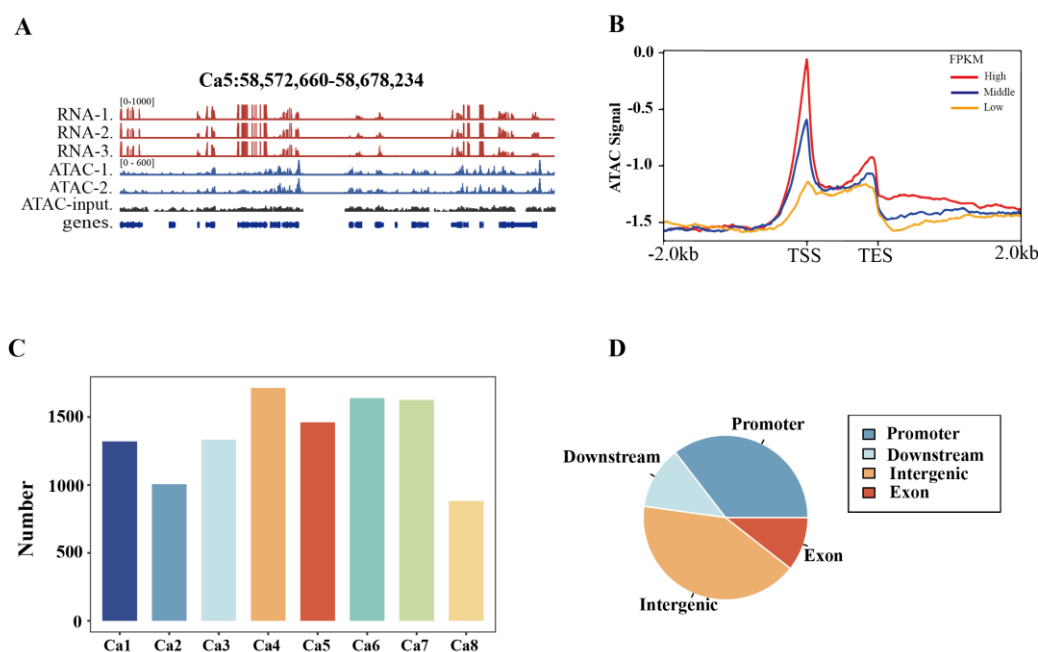 A
Ca5:58,572,660-58,678,234
[0-1000]
RNA-1.
RNA-2.
RNA-3.
[0 - 600]
ATAC-1.
ATAC-2.
ATAC-input.
genes.
B
ATAC Signal
0.0
-0.5
-1.0
-1.5
-2.0kb
TSS
TES
2.0kb
FPKM
High
Middle
Low
C
Number
1500
1000
500
0
Ca1 Ca2 Ca3 Ca4 Ca5 Ca6 Ca7 Ca8
D
Promoter
Downstream
Intergenic
Exon
Promoter
Downstream
Intergenic
Exon